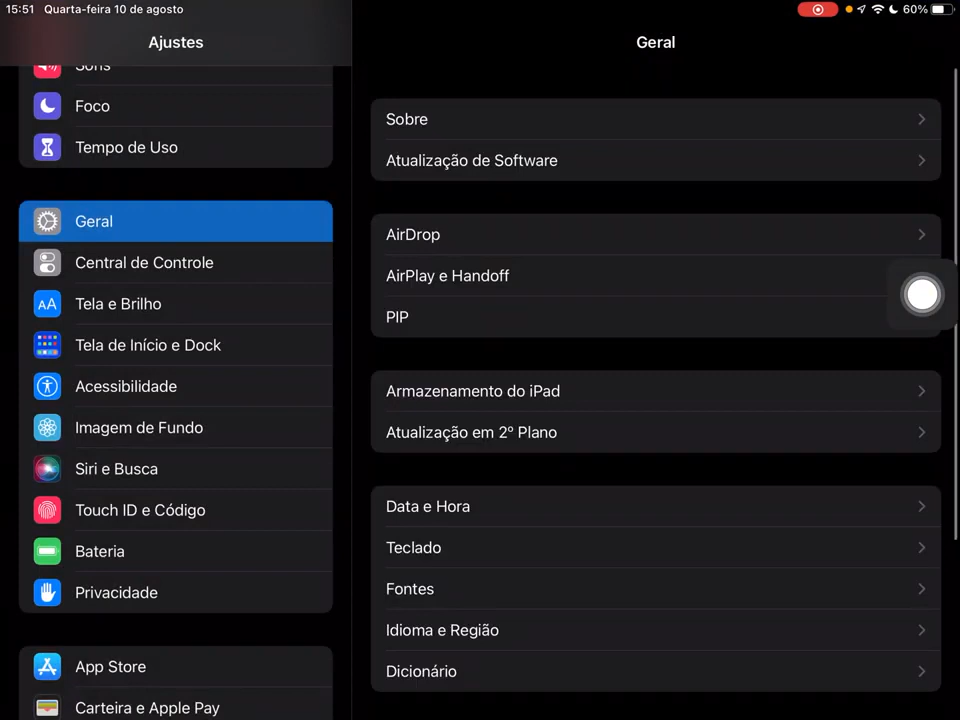 15:51 Quarta-feira 10 de agosto
60%
Ajustes
Sons
Foco
Tempo de Uso
Geral
Central de Controle
AA
Tela e Brilho
Tela de Início e Dock
Acessibilidade
Imagem de Fundo
Siri e Busca
Touch ID e Código
Bateria
Privacidade
App Store
Carteira e Apple Pay
Geral
Sobre
Atualização de Software
AirDrop
AirPlay e Handoff
PIP
Armazenamento do iPad
Atualização em 2º Plano
Data e Hora
Teclado
Fontes
Idioma e Região
Dicionário